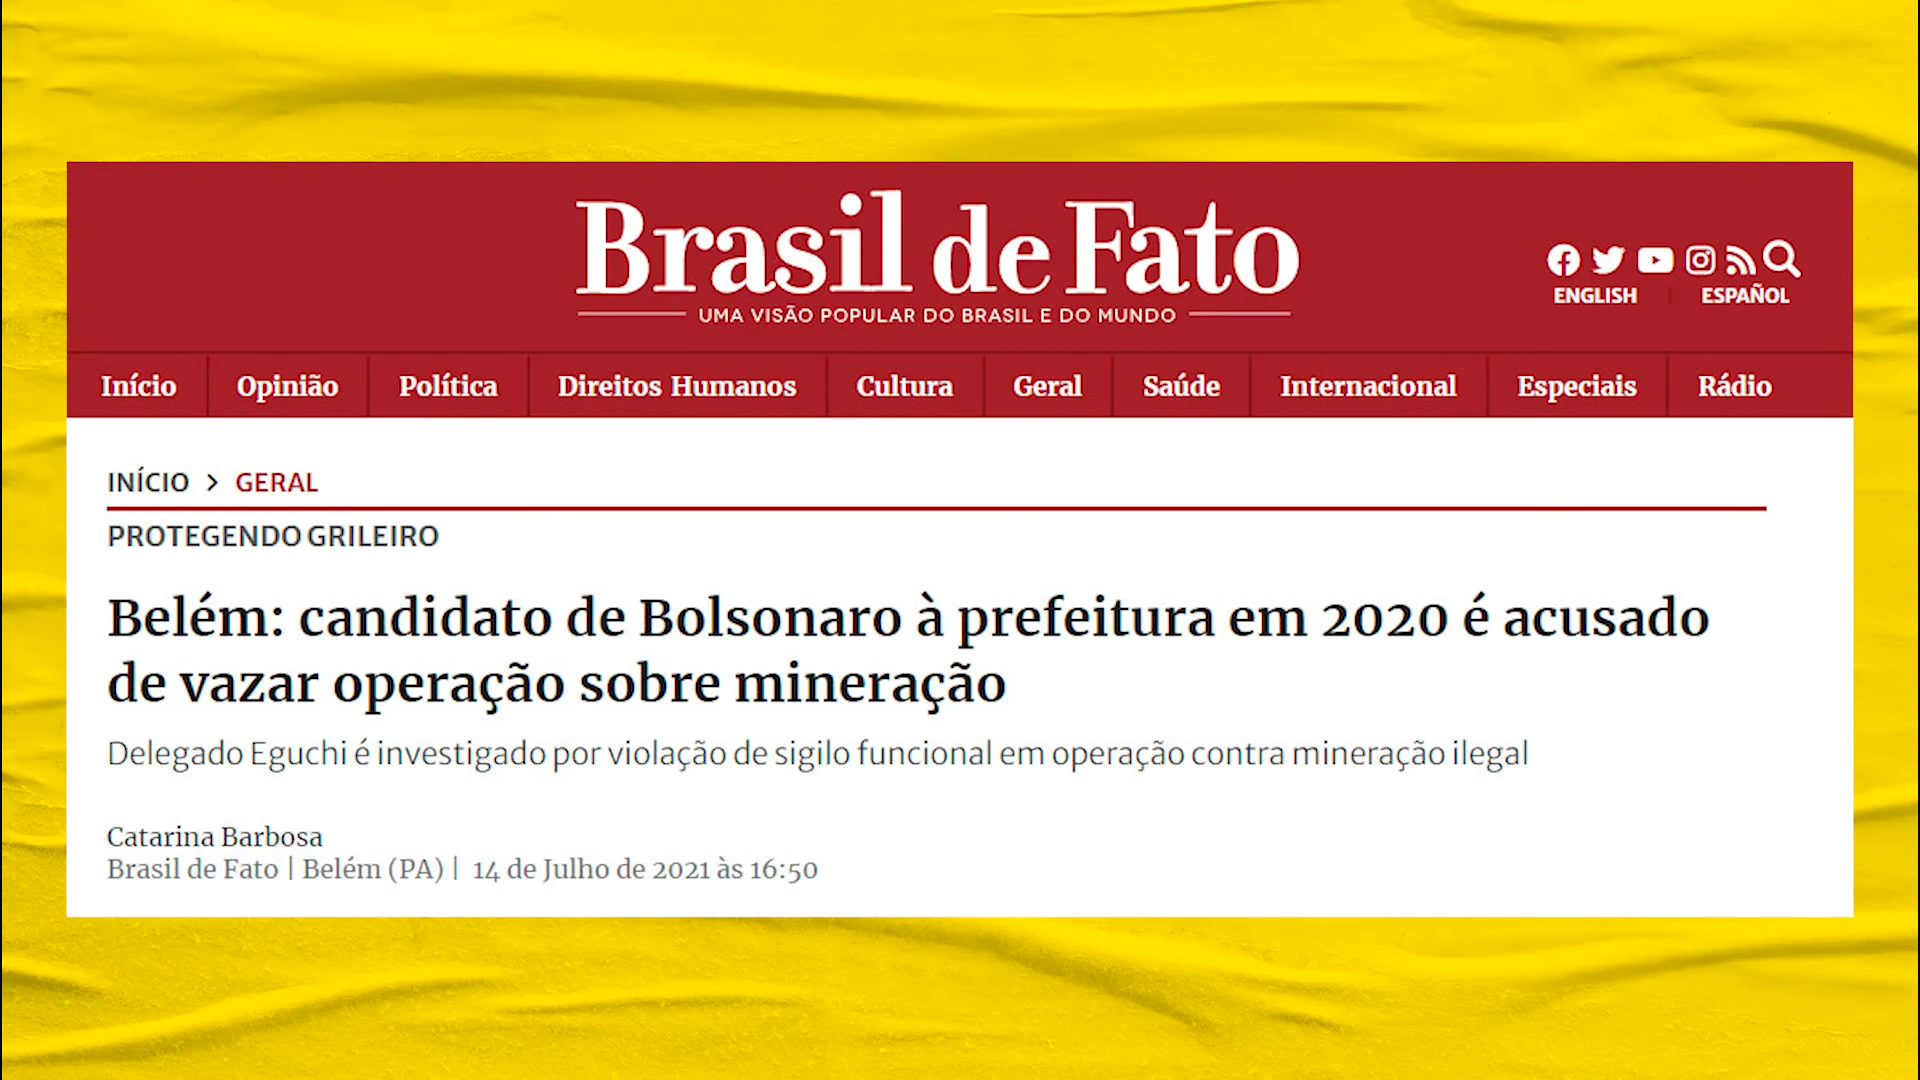 Brasil de Fato
UMA VISÃO POPULAR DO BRASIL E DO MUNDO
ENGLISH ESPAÑOL
Início Opinião Política Direitos Humanos Cultura Geral Saúde Internacional Especiais Rádio
INÍCIO > GERAL
PROTEGENDO GRILEIRO
Belém: candidato de Bolsonaro à prefeitura em 2020 é acusado
de vazar operação sobre mineração
Delegado Eguchi é investigado por violação de sigilo funcional em operação contra mineração ilegal
Catarina Barbosa
Brasil de Fato | Belém (PA) | 14 de Julho de 2021 às 16:50